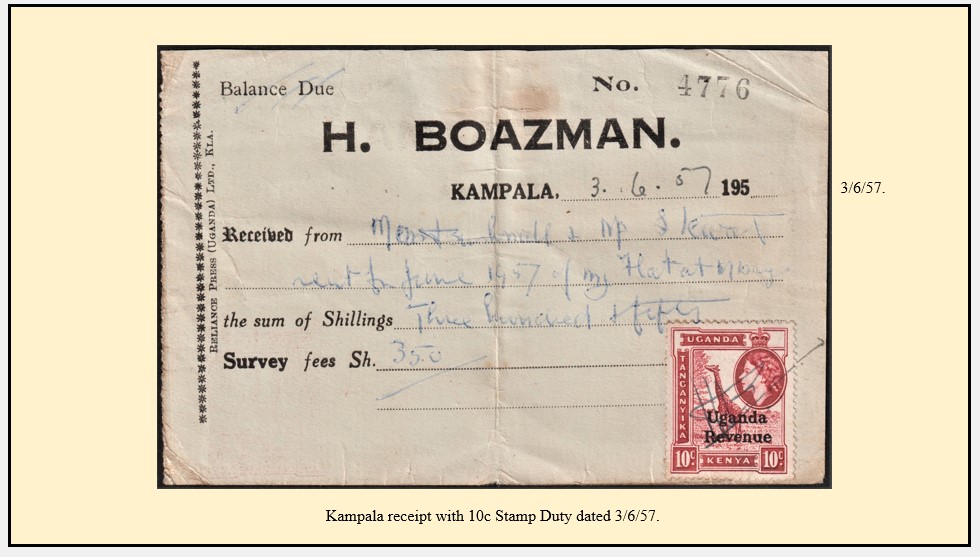 Balance Due
No. 4776
H. BOAZMAN.
KAMPALA, 3.6.57 195
3/6/57.
Received from & Mr S
rent for June 1957 of my Flat at
the sum of Shillings Three hundred & fifty
Survey fees Sh. 350
RELIANCE PRESS (UGANDA) LTD., KLA.
UGANDA
TANGANYIKA
Uganda
Revenue
10c KENYA 10c
Kampala receipt with 10c Stamp Duty dated 3/6/57.